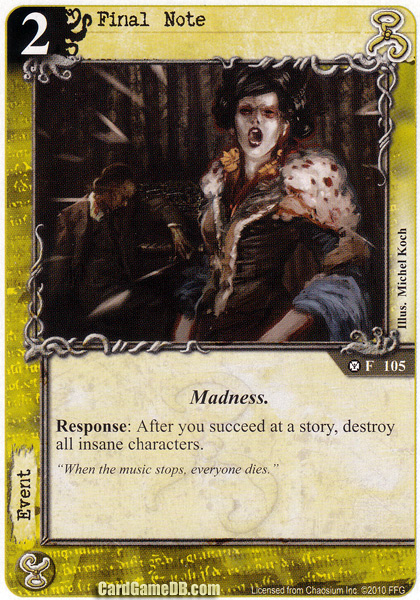 2
Final Note
Illus. Michel Koch
F 105
Madness.
Response: After you succeed at a story, destroy
all insane characters.
“When the music stops, everyone dies.”
Event
CardGameDB.com
Licensed from Chaosium Inc. ©2010 FFG